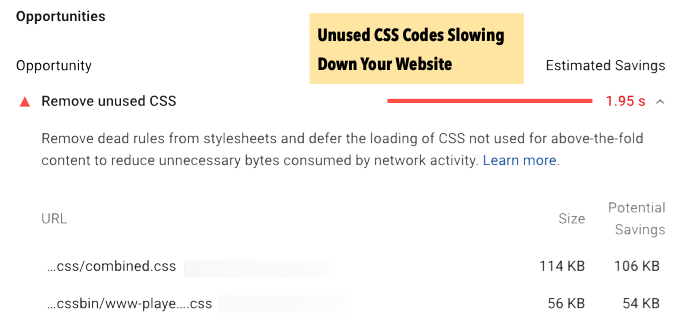 Opportunities
Unused CSS Codes Slowing
Down Your Website
Opportunity
Estimated Savings
Remove unused CSS
1.95 s
Remove dead rules from stylesheets and defer the loading of CSS not used for above-the-fold
content to reduce unnecessary bytes consumed by network activity. Learn more.
URL
Size
Potential
Savings
...css/combined.css
114 KB
106 KB
...cssbin/www-playe....css
56 KB
54 KB